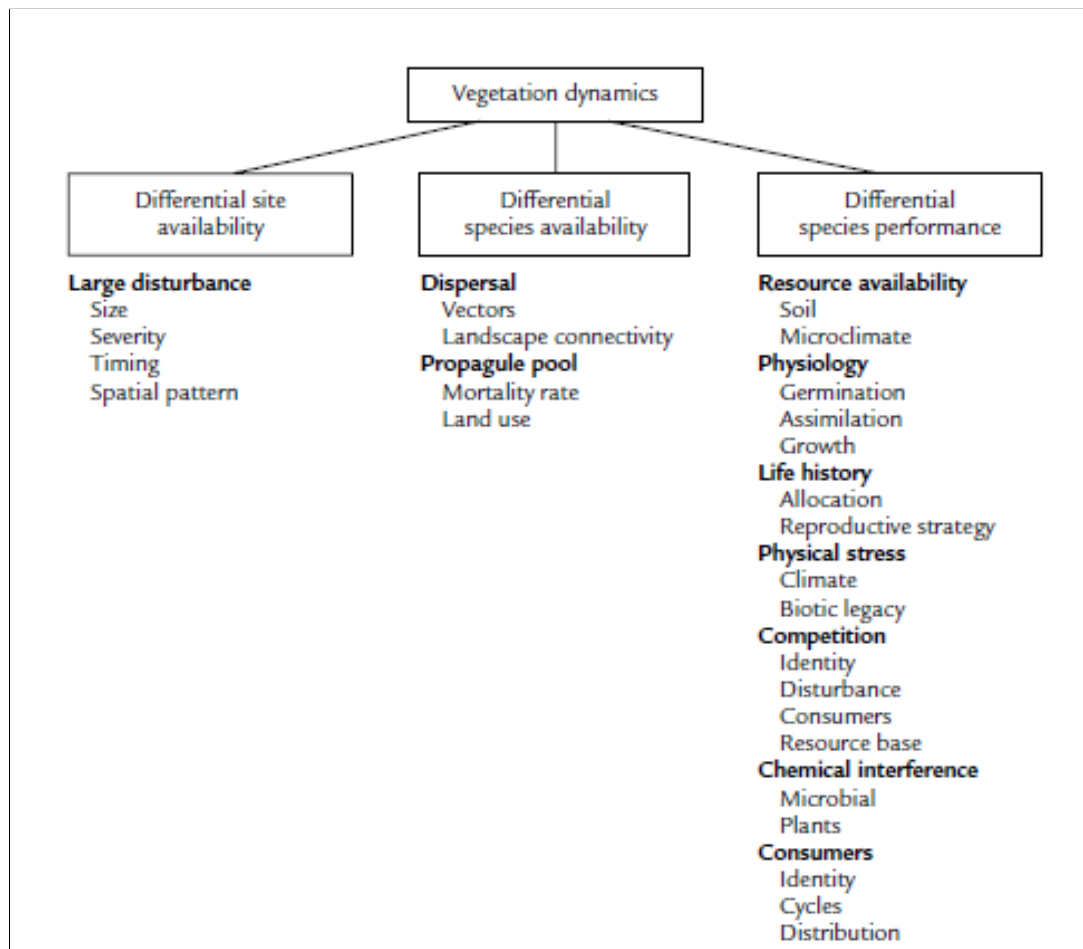 Vegetation dynamics
Differential site
availability
Differential
species availability
Differential
species performance
Large disturbance
Size
Severity
Timing
Spatial pattern
Dispersal
Vectors
Landscape connectivity
Propagule pool
Mortality rate
Land use
Resource availability
Soil
Microclimate
Physiology
Germination
Assimilation
Growth
Life history
Allocation
Reproductive strategy
Physical stress
Climate
Biotic legacy
Competition
Identity
Disturbance
Consumers
Resource base
Chemical interference
Microbial
Plants
Consumers
Identity
Cycles
Distribution